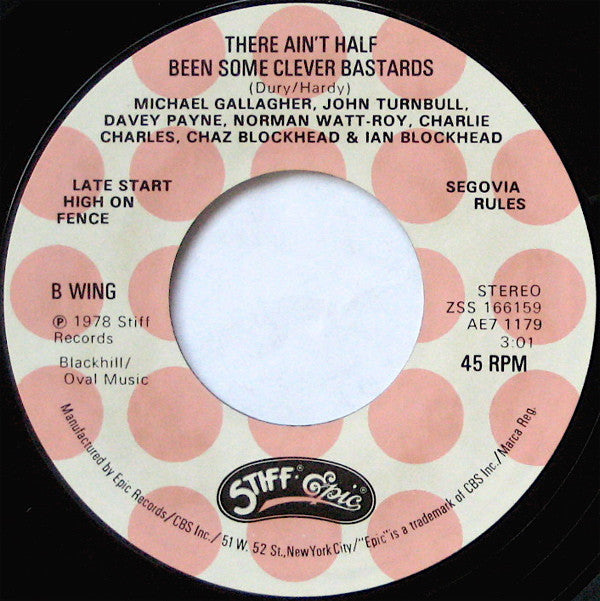 THERE AIN'T HALF
BEEN SOME CLEVER BASTARDS
(Dury/Hardy)
MICHAEL GALLAGHER, JOHN TURNBULL,
DAVEY PAYNE, NORMAN WATT-ROY, CHARLIE
CHARLES, CHAZ BLOCKHEAD & IAN BLOCKHEAD
LATE START
HIGH ON
FENCE
SEGOVIA
RULES
B WING
℗ 1978 Stiff
Records
Blackhill/
Oval Music
STEREO
ZSS 166159
AE7 1179
3:01
45 RPM
STIFF® Epic®
Manufactured by Epic Records/CBS Inc./51 W. 52 St., New York City/"Epic" is a trademark of CBS Inc./Marca Reg.